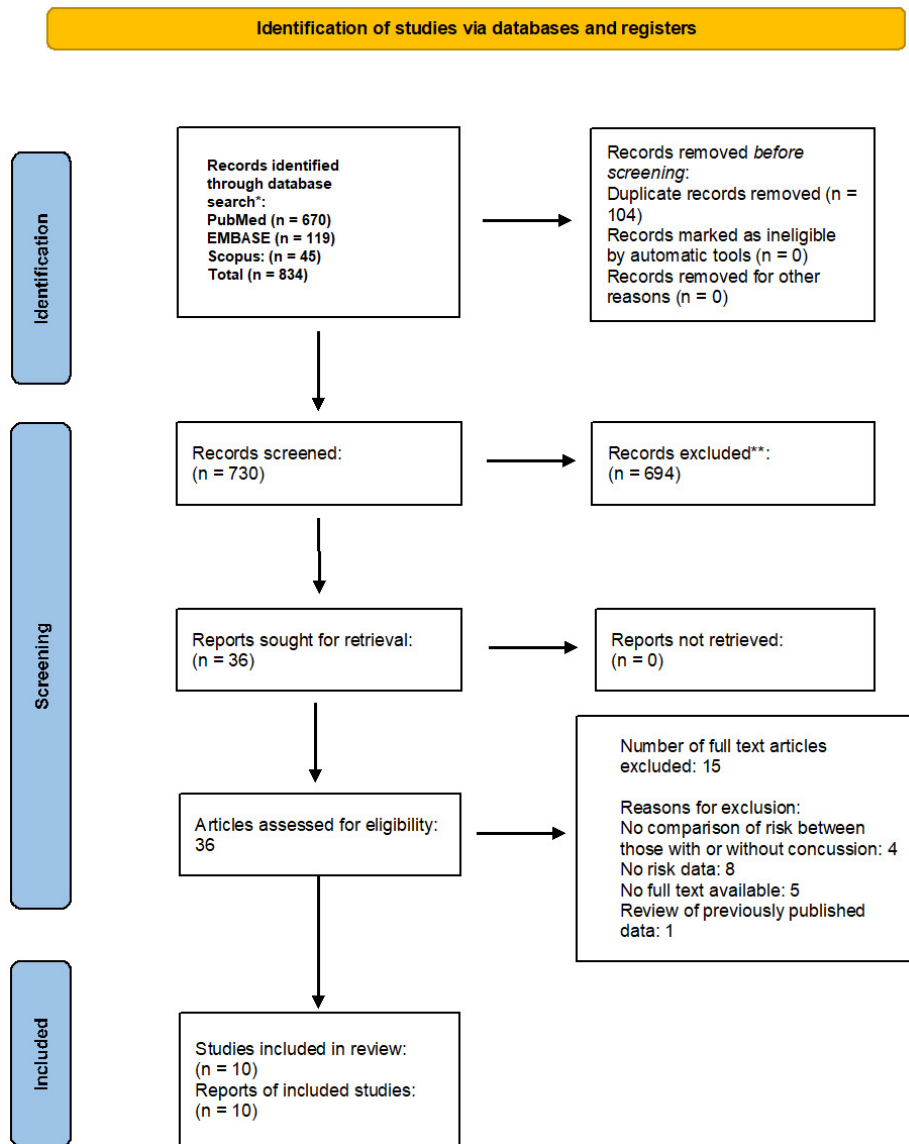 Identification of studies via databases and registers
Identification
Records identified
through database
search*:
PubMed (n = 670)
EMBASE (n = 119)
Scopus: (n = 45)
Total (n = 834)
Records removed before
screening:
Duplicate records removed (n =
104)
Records marked as ineligible
by automatic tools (n = 0)
Records removed for other
reasons (n = 0)
Screening
Records screened:
(n = 730)
Records excluded**:
(n = 694)
Reports sought for retrieval:
(n = 36)
Reports not retrieved:
(n = 0)
Articles assessed for eligibility:
36
Number of full text articles
excluded: 15
Reasons for exclusion:
No comparison of risk between
those with or without concussion: 4
No risk data: 8
No full text available: 5
Review of previously published
data: 1
Included
Studies included in review:
(n = 10)
Reports of included studies:
(n = 10)